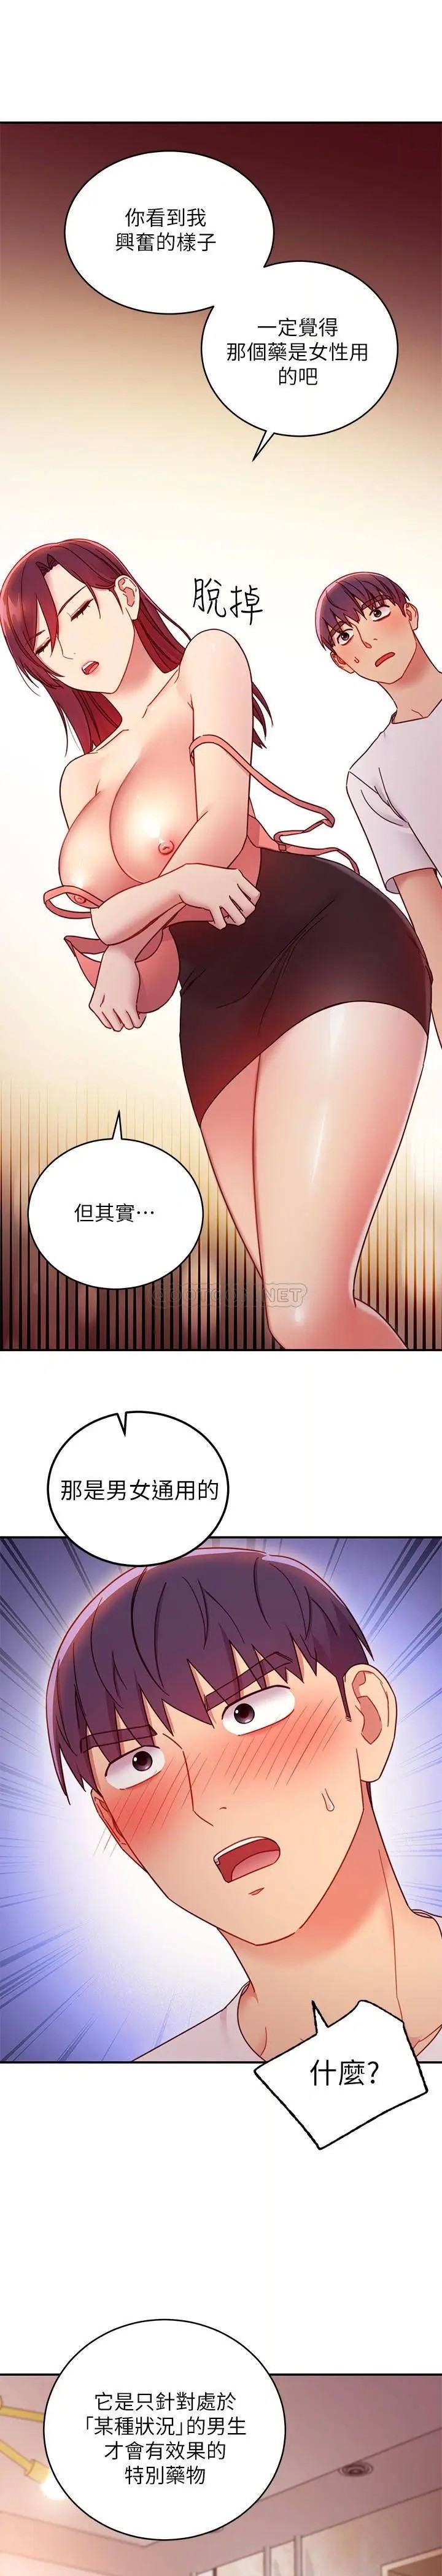 你看到我
興奮的樣子
一定覺得
那個藥是女性用
的吧
脫掉
但其實…
那是男女通用的
什麼?
它是只針對處於
「某種狀況」的男生
才會有效果的
特別藥物